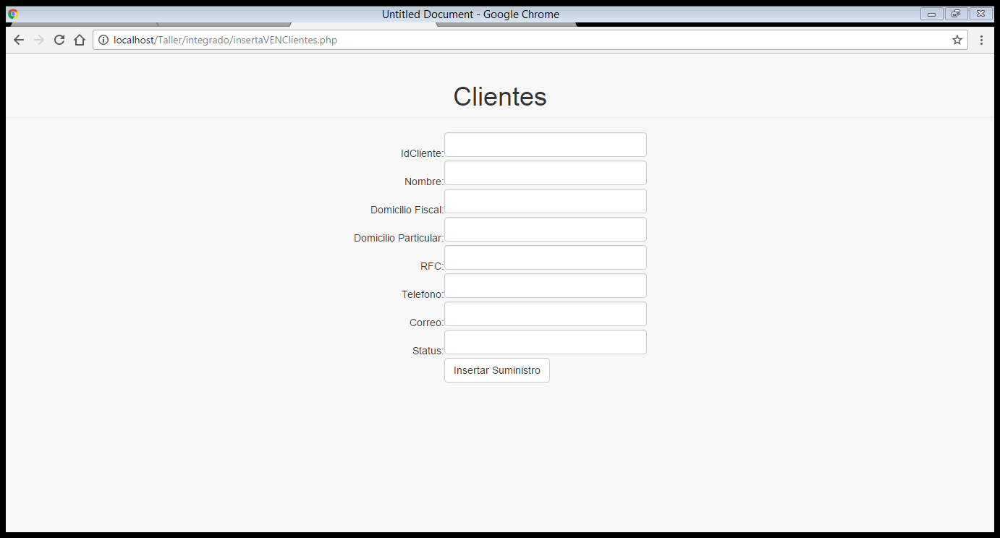 Untitled Document - Google Chrome
localhost/Taller/integrado/insertaVENClientes.php
Clientes
IdCliente:
Nombre:
Domicilio Fiscal:
Domicilio Particular:
RFC:
Telefono:
Correo:
Status:
Insertar Suministro